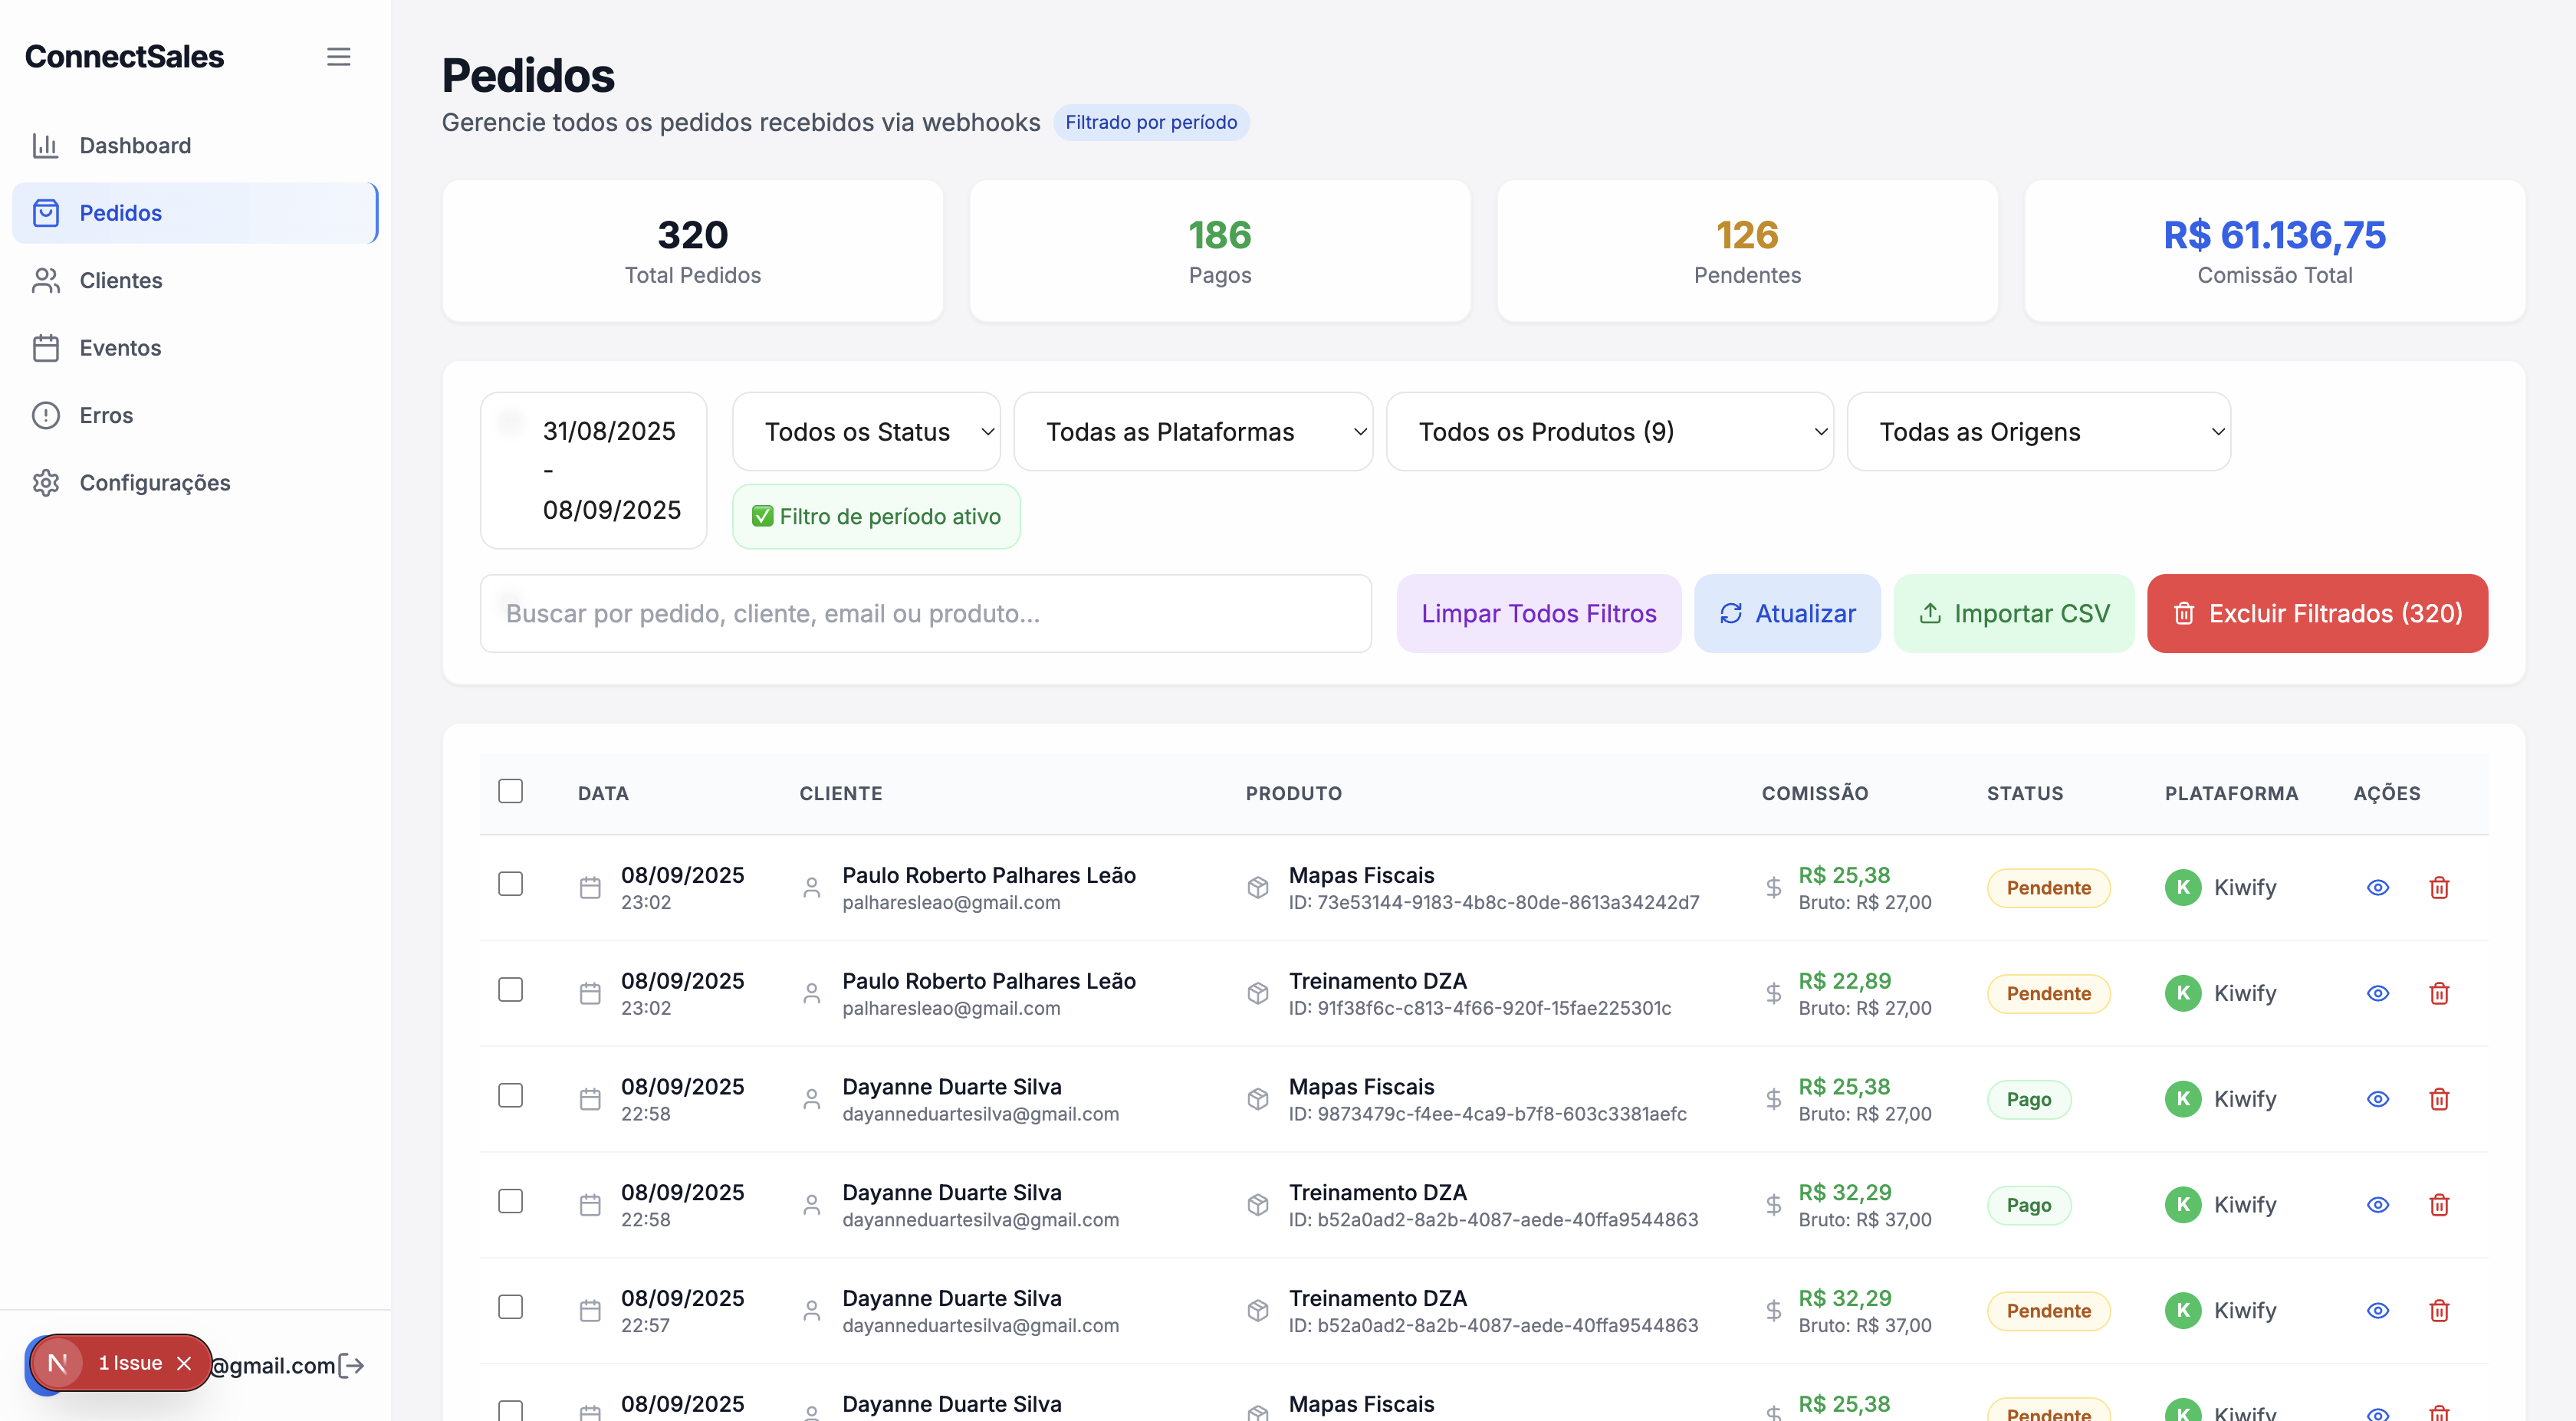 ConnectSales
Dashboard
Pedidos
Clientes
Eventos
Erros
Configurações
N 1 Issue
@gmail.com
Pedidos
Gerencie todos os pedidos recebidos via webhooks Filtrado por período
320
Total Pedidos
186
Pagos
126
Pendentes
R$ 61.136,75
Comissão Total
31/08/2025
-
08/09/2025
Todos os Status
Todas as Plataformas
Todos os Produtos (9)
Todas as Origens
✅ Filtro de período ativo
Buscar por pedido, cliente, email ou produto...
Limpar Todos Filtros
Atualizar
Importar CSV
Excluir Filtrados (320)
DATA CLIENTE PRODUTO COMISSÃO STATUS PLATAFORMA AÇÕES
08/09/2025 Paulo Roberto Palhares Leão Mapas Fiscais R$ 25,38 Pendente K Kiwify
23:02 palharesleao@gmail.com ID: 73e53144-9183-4b8c-80de-8613a34242d7 Bruto: R$ 27,00
08/09/2025 Paulo Roberto Palhares Leão Treinamento DZA R$ 22,89 Pendente K Kiwify
23:02 palharesleao@gmail.com ID: 91f38f6c-c813-4f66-920f-15fae225301c Bruto: R$ 27,00
08/09/2025 Dayanne Duarte Silva Mapas Fiscais R$ 25,38 Pago K Kiwify
22:58 dayanneduartesilva@gmail.com ID: 9873479c-f4ee-4ca9-b7f8-603c3381aefc Bruto: R$ 27,00
08/09/2025 Dayanne Duarte Silva Treinamento DZA R$ 32,29 Pago K Kiwify
22:58 dayanneduartesilva@gmail.com ID: b52a0ad2-8a2b-4087-aede-40ffa9544863 Bruto: R$ 37,00
08/09/2025 Dayanne Duarte Silva Treinamento DZA R$ 32,29 Pendente K Kiwify
22:57 dayanneduartesilva@gmail.com ID: b52a0ad2-8a2b-4087-aede-40ffa9544863 Bruto: R$ 37,00
08/09/2025 Dayanne Duarte Silva Mapas Fiscais R$ 25,38 Pendente K Kiwify